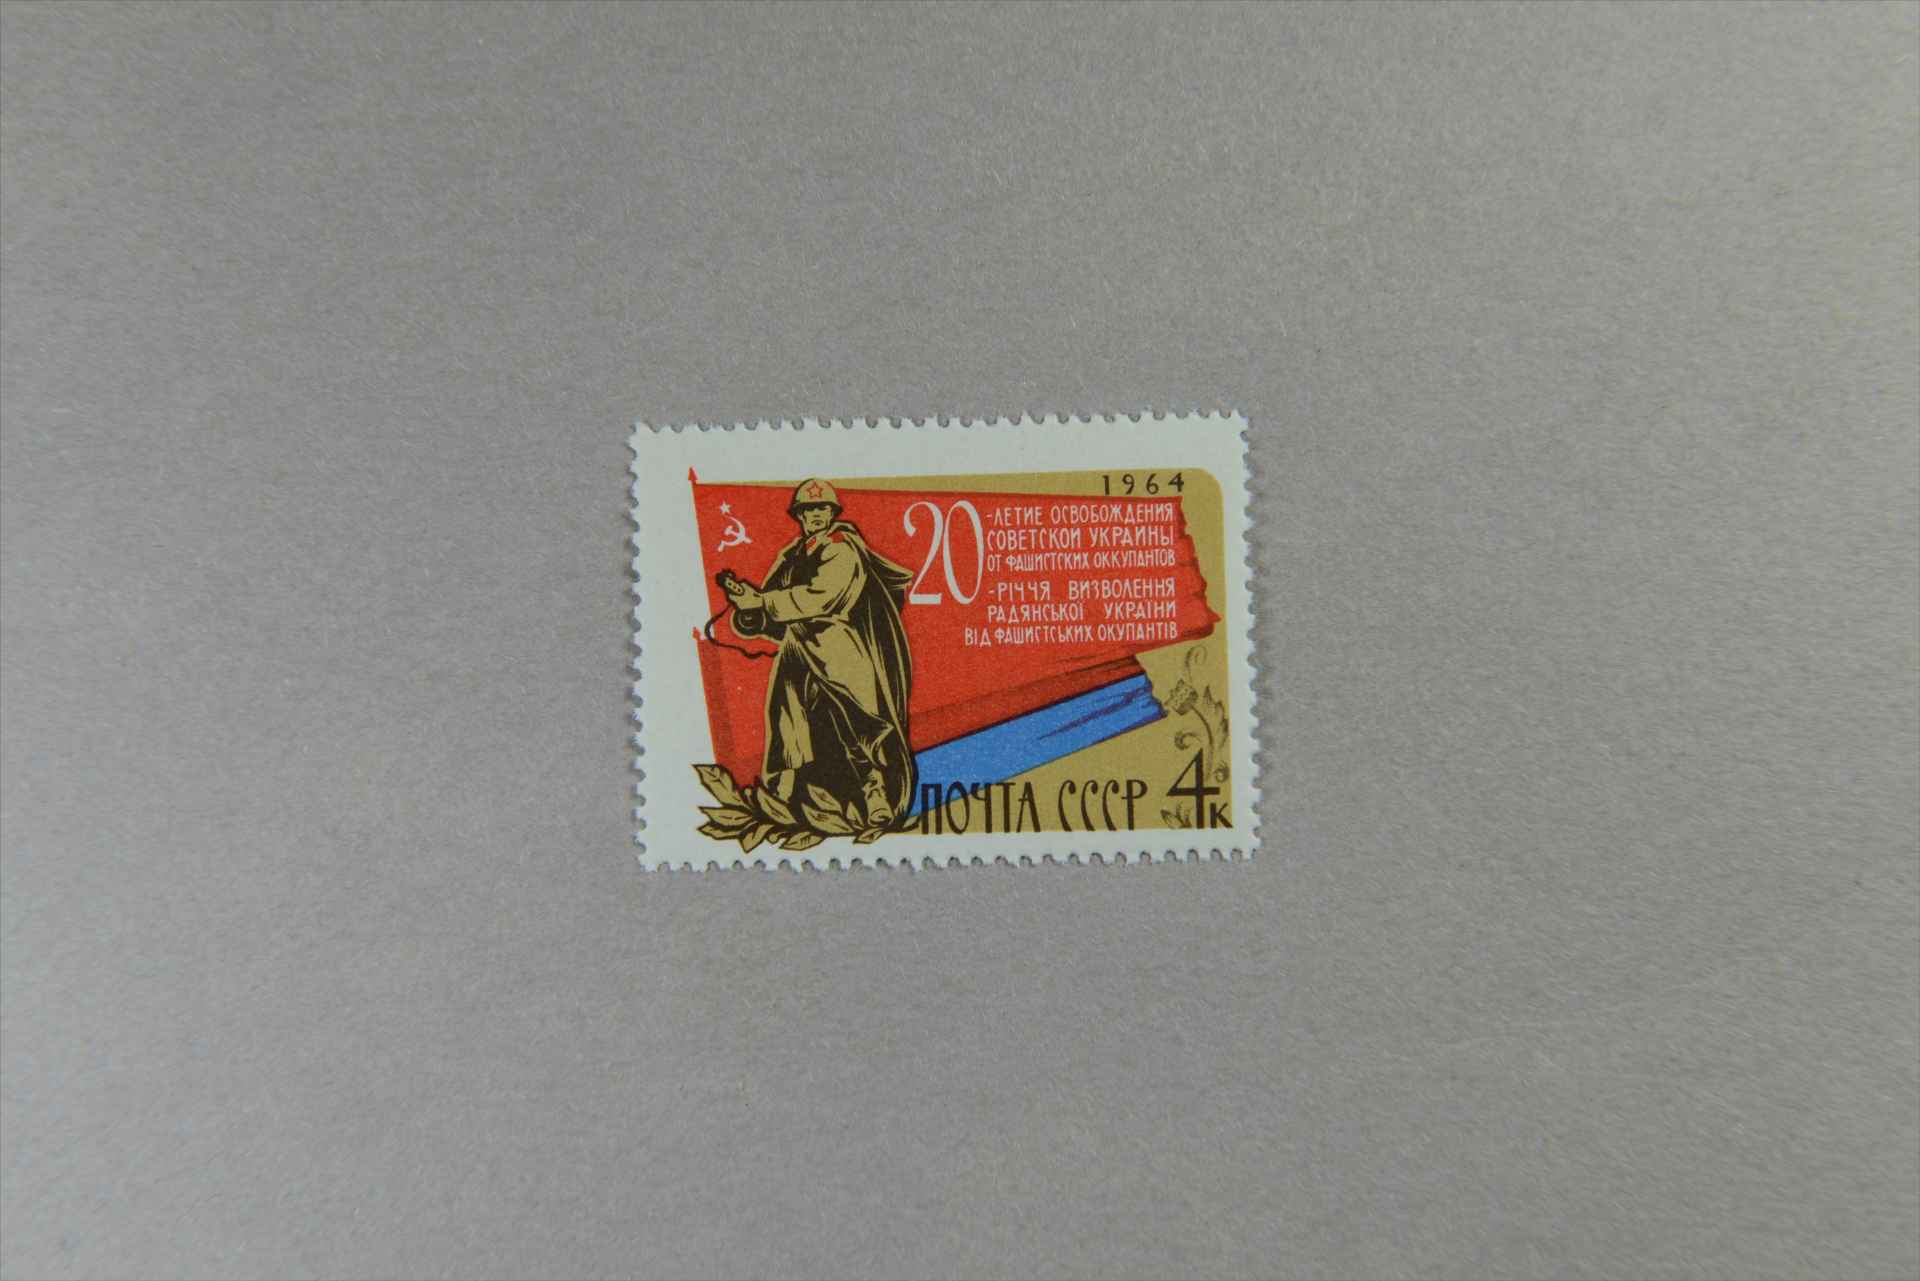 1964
20-ЛЕТИЕ ОСВОБОЖДЕНИЯ
СОВЕТСКОЙ УКРАИНЫ
ОТ ФАШИСТСКИХ ОККУПАНТОВ
-РІЧЧЯ ВИЗВОЛЕННЯ
РАДЯНСЬКОЇ УКРАЇНИ
ВІД ФАШИСТСЬКИХ ОКУПАНТІВ
ПОЧТА СССР 4к